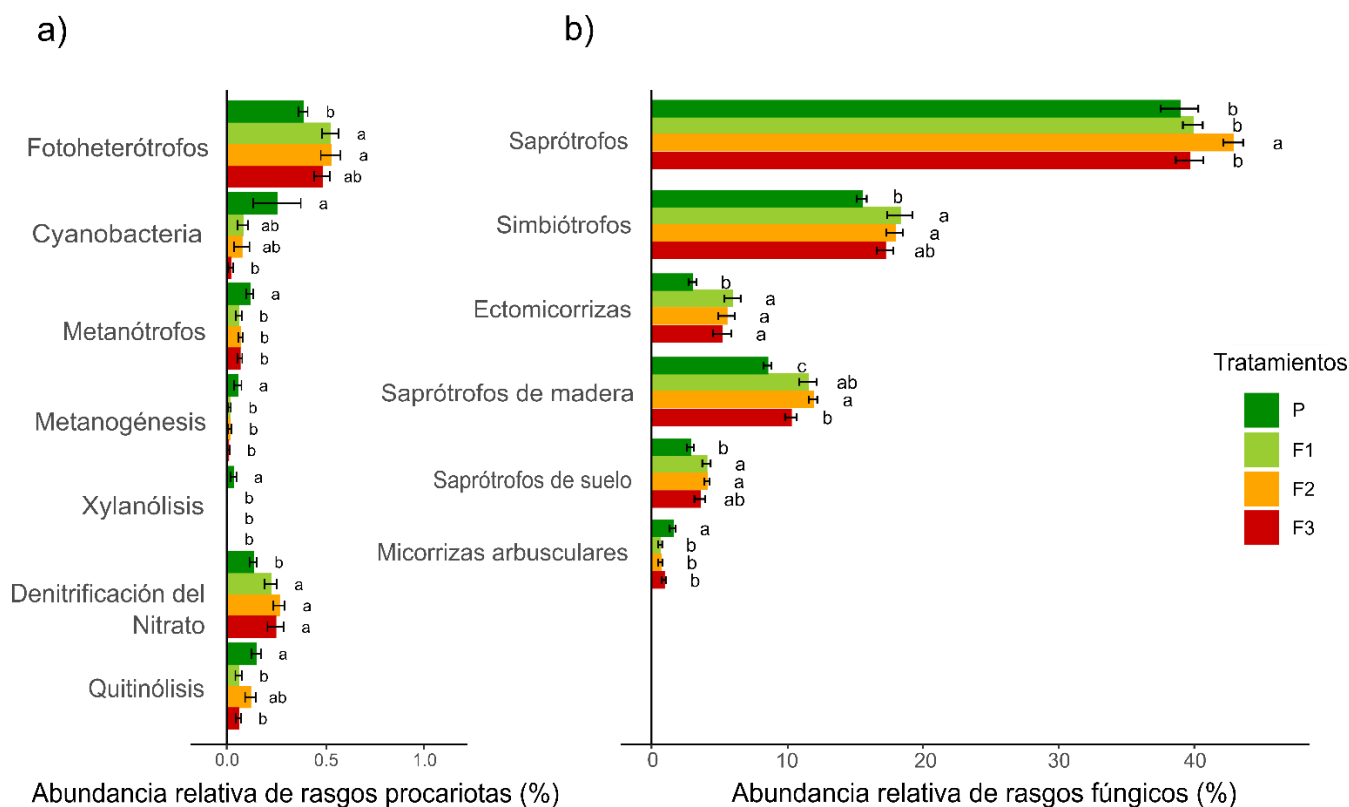 a)
Fotoheterótrofos
b
a
a
ab
Cyanobacteria
a
ab
ab
b
Metanótrofos
a
b
b
b
Metanogénesis
a
b
b
b
Xylanólisis
a
b
b
b
Denitrificación del
Nitrato
b
a
a
a
Quitinólisis
a
b
ab
b
0.0 0.5 1.0
Abundancia relativa de rasgos procariotas (%)
b)
Saprótrofos
b
b
a
b
Simbiótrofos
b
a
a
ab
Ectomicorrizas
b
a
a
a
Saprótrofos de madera
c
ab
a
b
Saprótrofos de suelo
b
a
a
ab
Micorrizas arbusculares
a
b
b
b
0 10 20 30 40
Abundancia relativa de rasgos fúngicos (%)
Tratamientos
P
F1
F2
F3